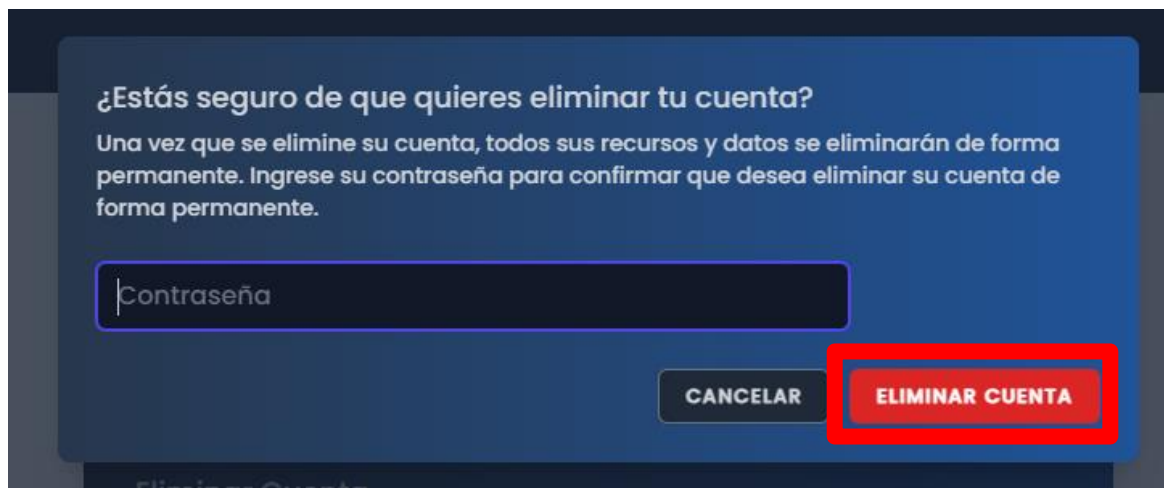 ¿Estás seguro de que quieres eliminar tu cuenta?
Una vez que se elimine su cuenta, todos sus recursos y datos se eliminarán de forma
permanente. Ingrese su contraseña para confirmar que desea eliminar su cuenta de
forma permanente.
Contraseña
CANCELAR ELIMINAR CUENTA
Eliminar Cuenta